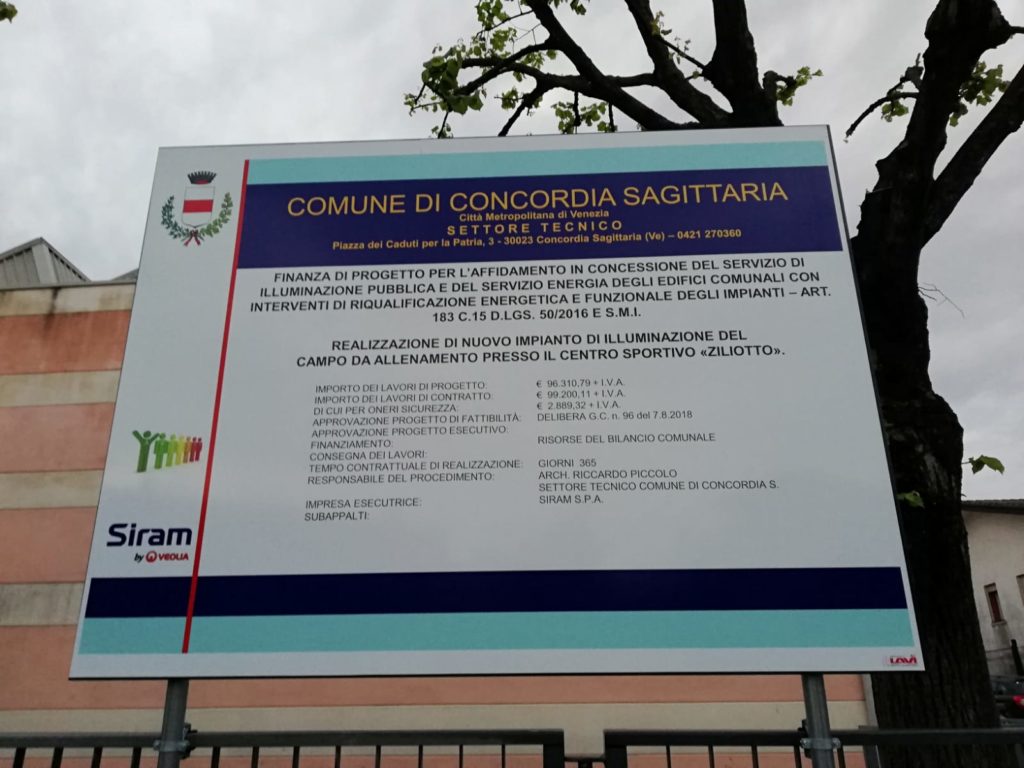 COMUNE DI CONCORDIA SAGITTARIA
Città Metropolitana di Venezia
SETTORE TECNICO
Piazza dei Caduti per la Patria, 3 - 30023 Concordia Sagittaria (Ve) – 0421 270360
FINANZA DI PROGETTO PER L'AFFIDAMENTO IN CONCESSIONE DEL SERVIZIO DI
ILLUMINAZIONE PUBBLICA E DEL SERVIZIO ENERGIA DEGLI EDIFICI COMUNALI CON
INTERVENTI DI RIQUALIFICAZIONE ENERGETICA E FUNZIONALE DEGLI IMPIANTI – ART.
183 C.15 D.LGS. 50/2016 E S.M.I.
REALIZZAZIONE DI NUOVO IMPIANTO DI ILLUMINAZIONE DEL
CAMPO DA ALLENAMENTO PRESSO IL CENTRO SPORTIVO «ZILIOTTO».
IMPORTO DEI LAVORI DI PROGETTO: € 96.310,79 + I.V.A.
IMPORTO DEI LAVORI DI CONTRATTO: € 99.200,11 + I.V.A.
DI CUI PER ONERI SICUREZZA: € 2.889,32 + I.V.A.
APPROVAZIONE PROGETTO DI FATTIBILITÀ: DELIBERA G.C. n. 96 del 7.8.2018
APPROVAZIONE PROGETTO ESECUTIVO:
FINANZIAMENTO: RISORSE DEL BILANCIO COMUNALE
CONSEGNA DEI LAVORI:
TEMPO CONTRATTUALE DI REALIZZAZIONE: GIORNI 365
RESPONSABILE DEL PROCEDIMENTO: ARCH. RICCARDO PICCOLO
SETTORE TECNICO COMUNE DI CONCORDIA S.
IMPRESA ESECUTRICE: SIRAM S.P.A.
SUBAPPALTI:
Siram
by VEOLIA
LAVÌ